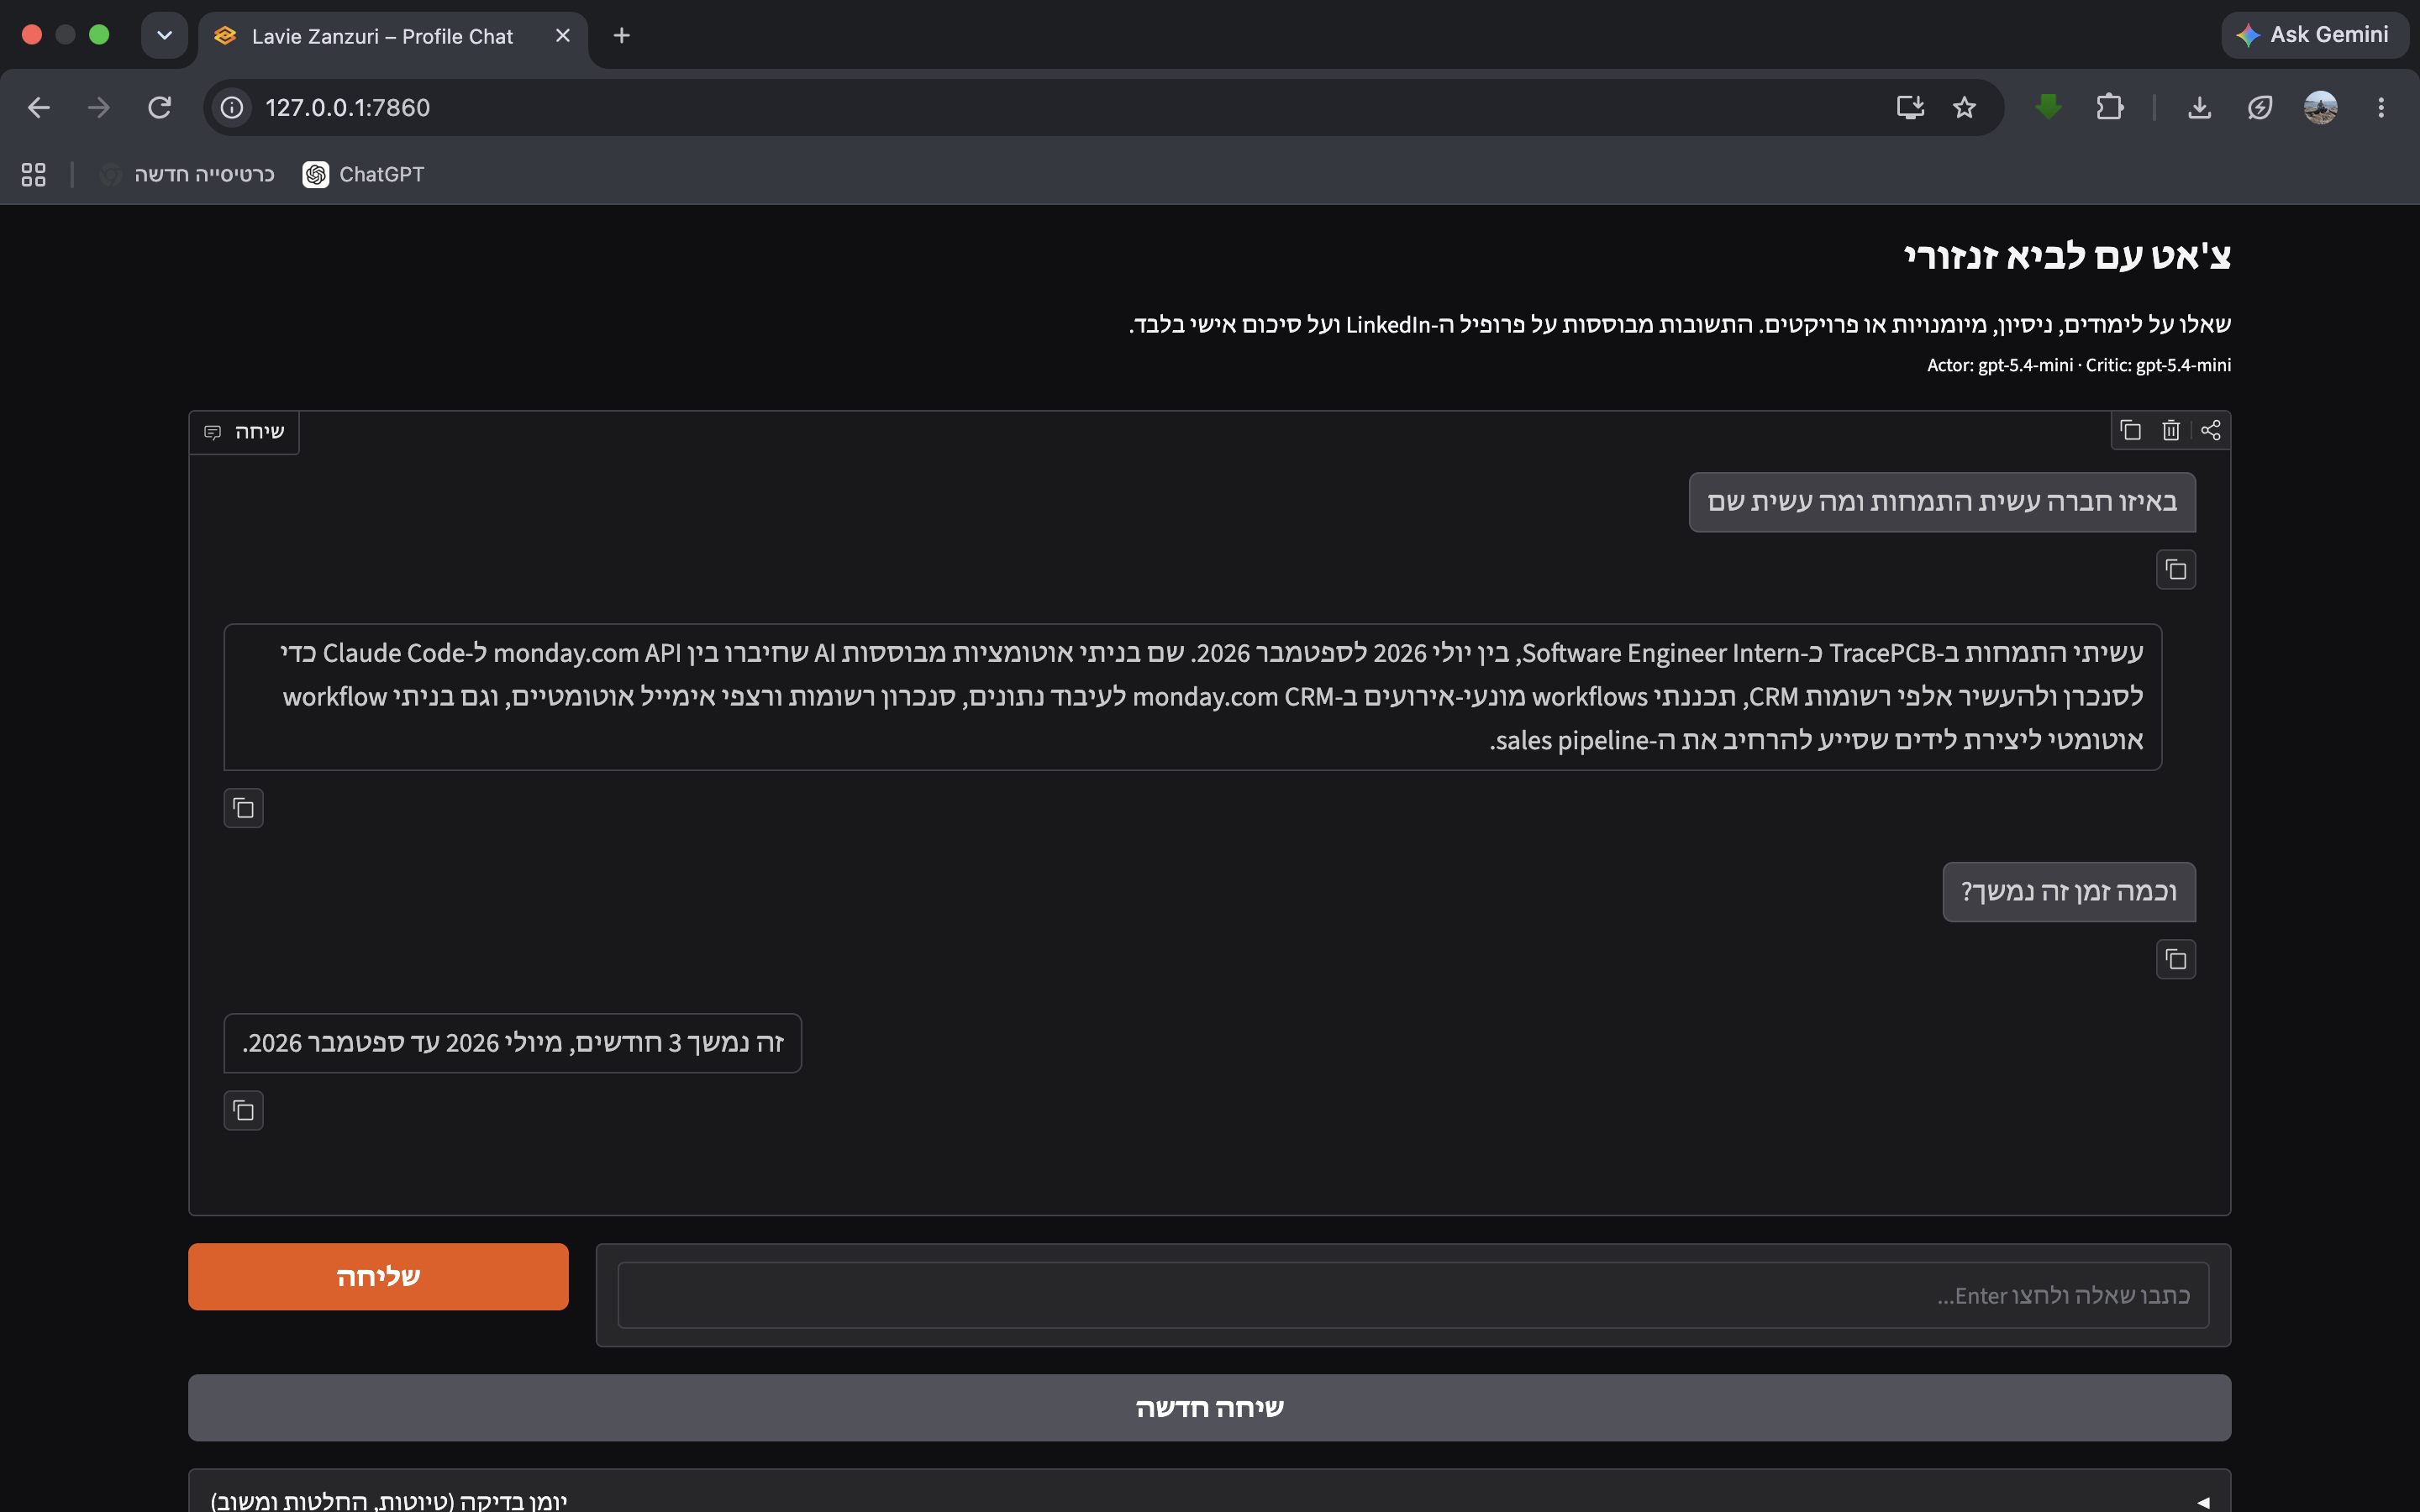 Lavie Zanzuri – Profile Chat
Ask Gemini
127.0.0.1:7860
כרטיסייה חדשה
ChatGPT
צ'אט עם לביא זנזורי
שאלו על לימודים, ניסיון, מיומנויות או פרויקטים. התשובות מבוססות על פרופיל ה-LinkedIn ועל סיכום אישי בלבד.
Actor: gpt-5.4-mini · Critic: gpt-5.4-mini
שיחה
באיזו חברה עשית התמחות ומה עשית שם
עשיתי התמחות ב-TracePCB כ-Software Engineer Intern, בין יולי 2026 לספטמבר 2026. שם בניתי אוטומציות מבוססות AI שחיברו בין monday.com API ל-Claude Code כדי
לסנכרן ולהעשיר אלפי רשומות CRM, תכננתי workflows מונעי-אירועים ב-monday.com CRM לעיבוד נתונים, סנכרון רשומות ורצפי אימייל אוטומטיים, וגם בניתי workflow
אוטומטי ליצירת לידים שסייע להרחיב את ה-sales pipeline.
וכמה זמן זה נמשך?
זה נמשך 3 חודשים, מיולי 2026 עד ספטמבר 2026.
כתבו שאלה ולחצו Enter...
שליחה
שיחה חדשה
יומן בדיקה (טיוטות, החלטות ומשוב)